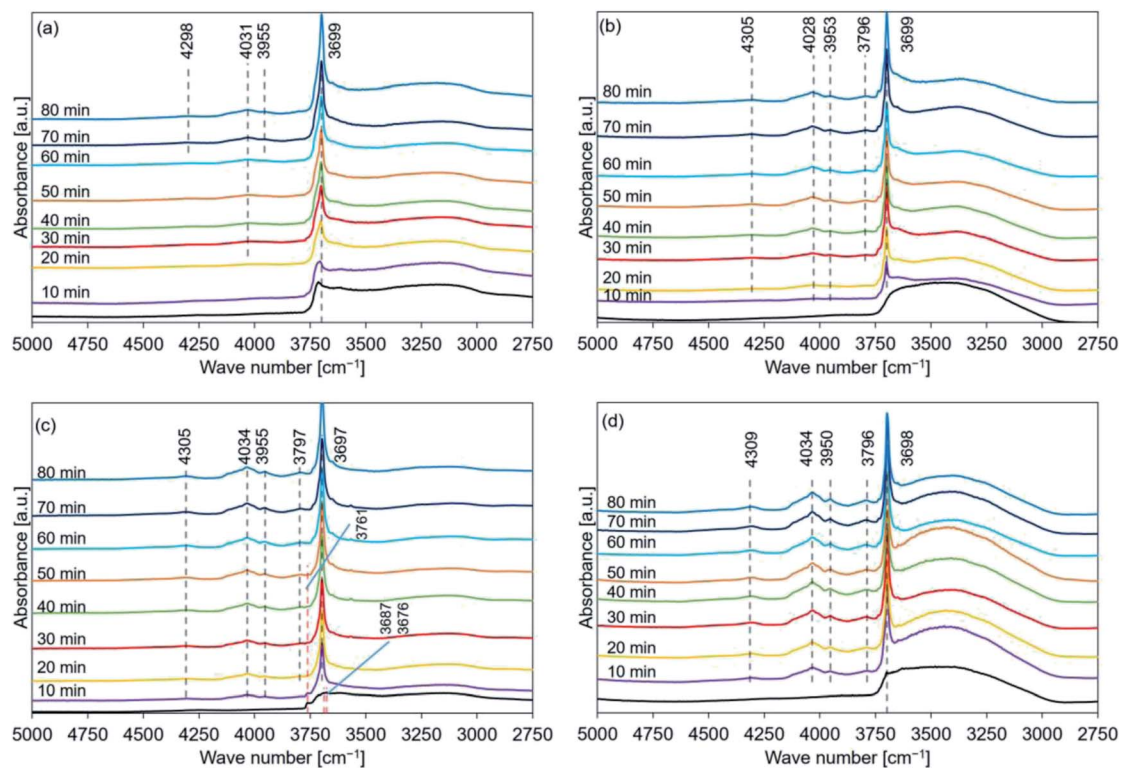 (a)
4298
4031
3955
3699
80 min
70 min
60 min
50 min
40 min
30 min
20 min
10 min
Absorbance [a.u.]
5000 4750 4500 4250 4000 3750 3500 3250 3000 2750
Wave number [cm⁻¹]
(b)
4305
4028
3953
3796
3699
80 min
70 min
60 min
50 min
40 min
30 min
20 min
10 min
Absorbance [a.u.]
5000 4750 4500 4250 4000 3750 3500 3250 3000 2750
Wave number [cm⁻¹]
(c)
4305
4034
3955
3797
3697
3761
3687
3676
80 min
70 min
60 min
50 min
40 min
30 min
20 min
10 min
Absorbance [a.u.]
5000 4750 4500 4250 4000 3750 3500 3250 3000 2750
Wave number [cm⁻¹]
(d)
4309
4034
3950
3796
3698
80 min
70 min
60 min
50 min
40 min
30 min
20 min
10 min
Absorbance [a.u.]
5000 4750 4500 4250 4000 3750 3500 3250 3000 2750
Wave number [cm⁻¹]